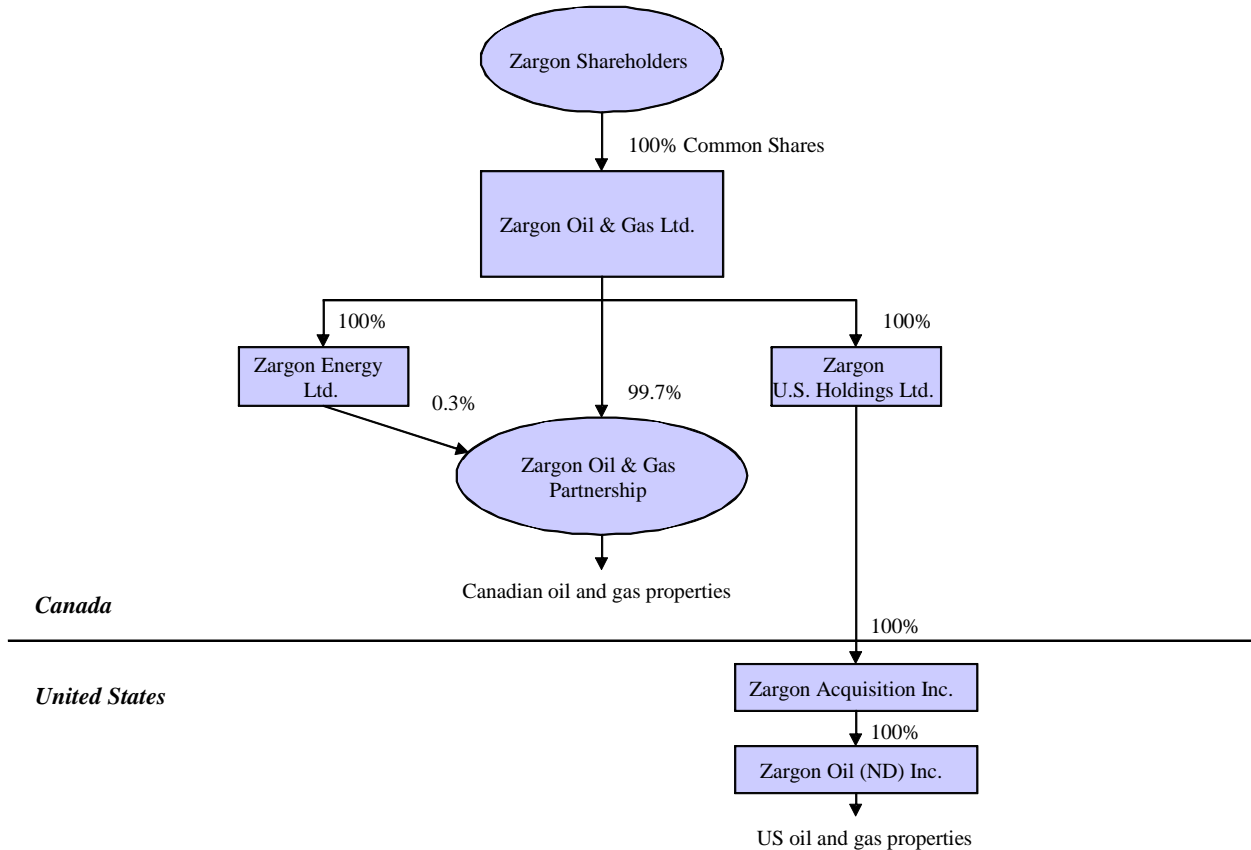 Zargon Shareholders
100% Common Shares
Zargon Oil & Gas Ltd.
100%
100%
Zargon Energy
Ltd.
Zargon
U.S. Holdings Ltd.
0.3%
99.7%
Zargon Oil & Gas
Partnership
Canadian oil and gas properties
Canada
100%
United States
Zargon Acquisition Inc.
100%
Zargon Oil (ND) Inc.
US oil and gas properties